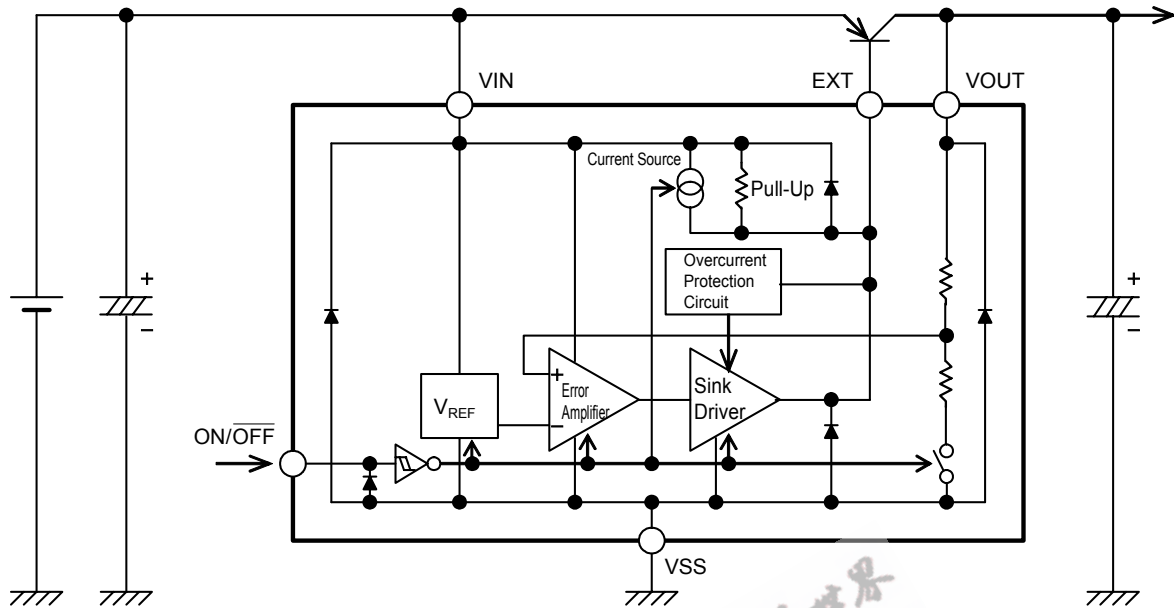 VIN
EXT
VOUT
Current Source
Pull-Up
Overcurrent
Protection
Circuit
+
−
+
−
+
−
Error
Amplifier
Sink
Driver
VREF
ON/OFF
VSS